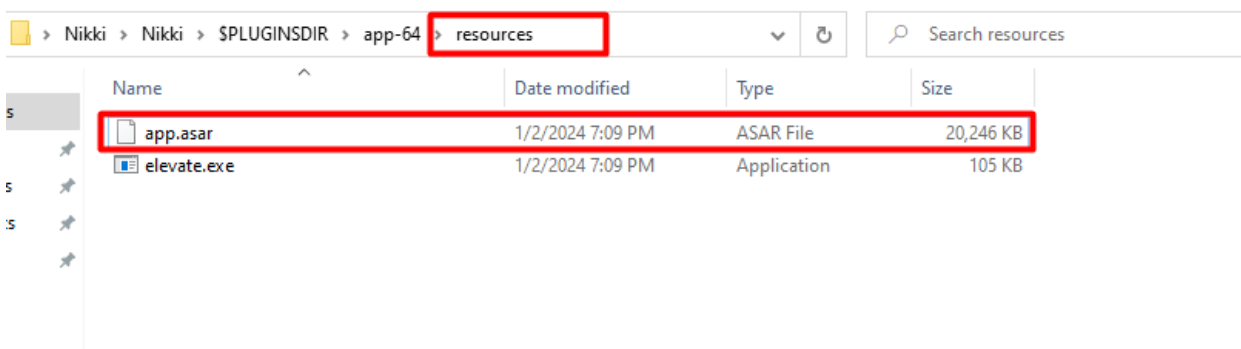 Nikki > Nikki > $PLUGINSDIR > app-64 > resources Search resources
Name Date modified Type Size
s
app.asar 1/2/2024 7:09 PM ASAR File 20,246 KB
elevate.exe 1/2/2024 7:09 PM Application 105 KB
s
:s